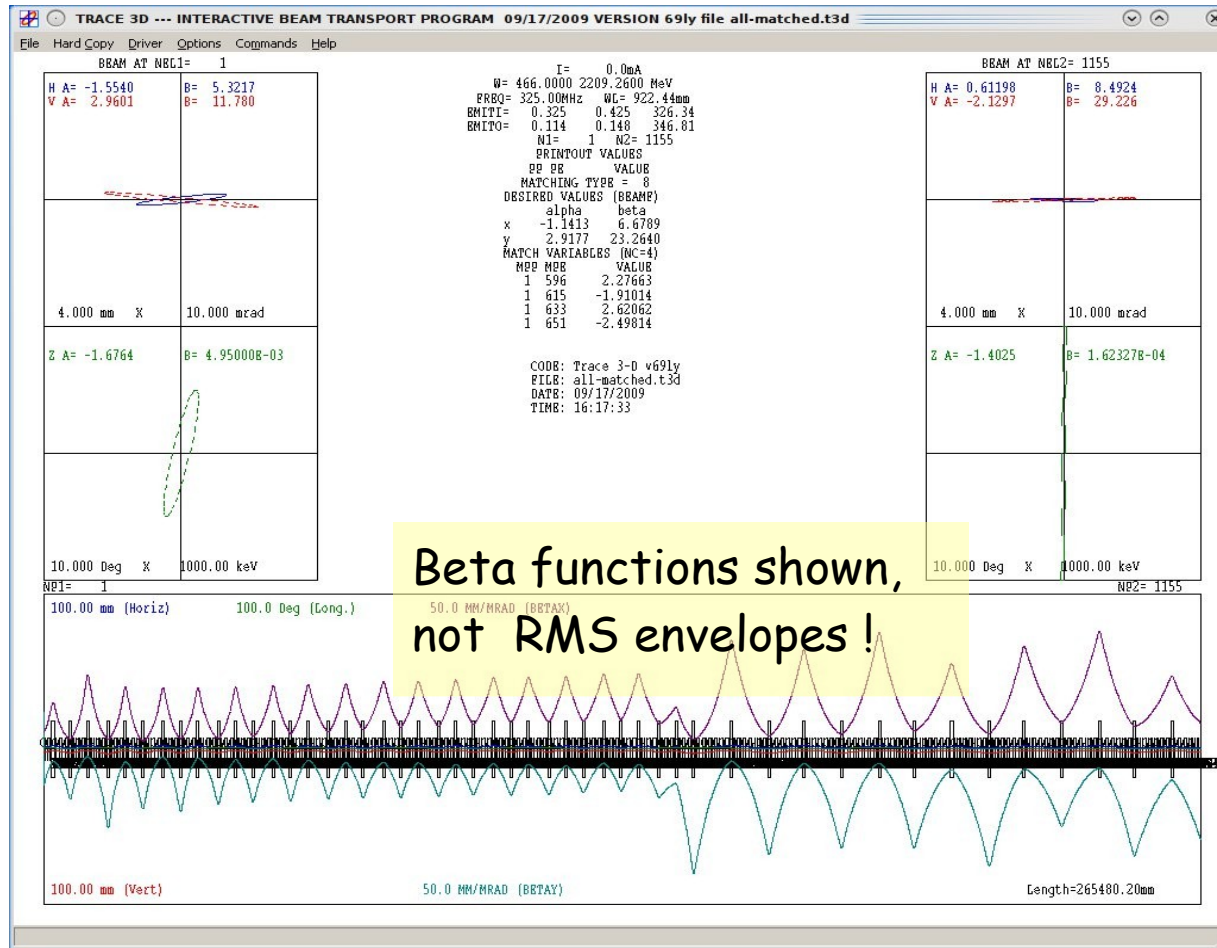 TRACE 3D --- INTERACTIVE BEAM TRANSPORT PROGRAM 09/17/2009 VERSION 69ly file all-matched.t3d
File Hard Copy Driver Options Commands Help
BEAM AT NEL1= 1
H A= -1.5540 B= 5.3217
V A= 2.9601 B= 11.780
4.000 mm X 10.000 mrad
Z A= -1.6764 B= 4.95000E-03
10.000 Deg X 1000.00 keV
I= 0.0mA
W= 466.0000 2209.2600 MeV
FREQ= 325.00MHz WL= 922.44mm
EMITI= 0.325 0.425 326.34
EMITO= 0.114 0.148 346.81
N1= 1 N2= 1155
PRINTOUT VALUES
PP PE VALUE
MATCHING TYPE = 8
DESIRED VALUES (BEAMF)
alpha beta
x -1.1413 6.6789
y 2.9177 23.2640
MATCH VARIABLES (NC=4)
MPP MPE VALUE
1 596 2.27663
1 615 -1.91014
1 633 2.62062
1 651 -2.49814
CODE: Trace 3-D v69ly
FILE: all-matched.t3d
DATE: 09/17/2009
TIME: 16:17:33
BEAM AT NEL2= 1155
H A= 0.61198 B= 8.4924
V A= -2.1297 B= 29.226
4.000 mm X 10.000 mrad
Z A= -1.4025 B= 1.62327E-04
10.000 Deg X 1000.00 keV
Beta functions shown,
not RMS envelopes !
NP1= 1 NP2= 1155
100.00 mm (Horiz) 100.0 Deg (Long.) 50.0 MM/MRAD (BETAX)
100.00 mm (Vert) 50.0 MM/MRAD (BETAY) Length=265480.20mm